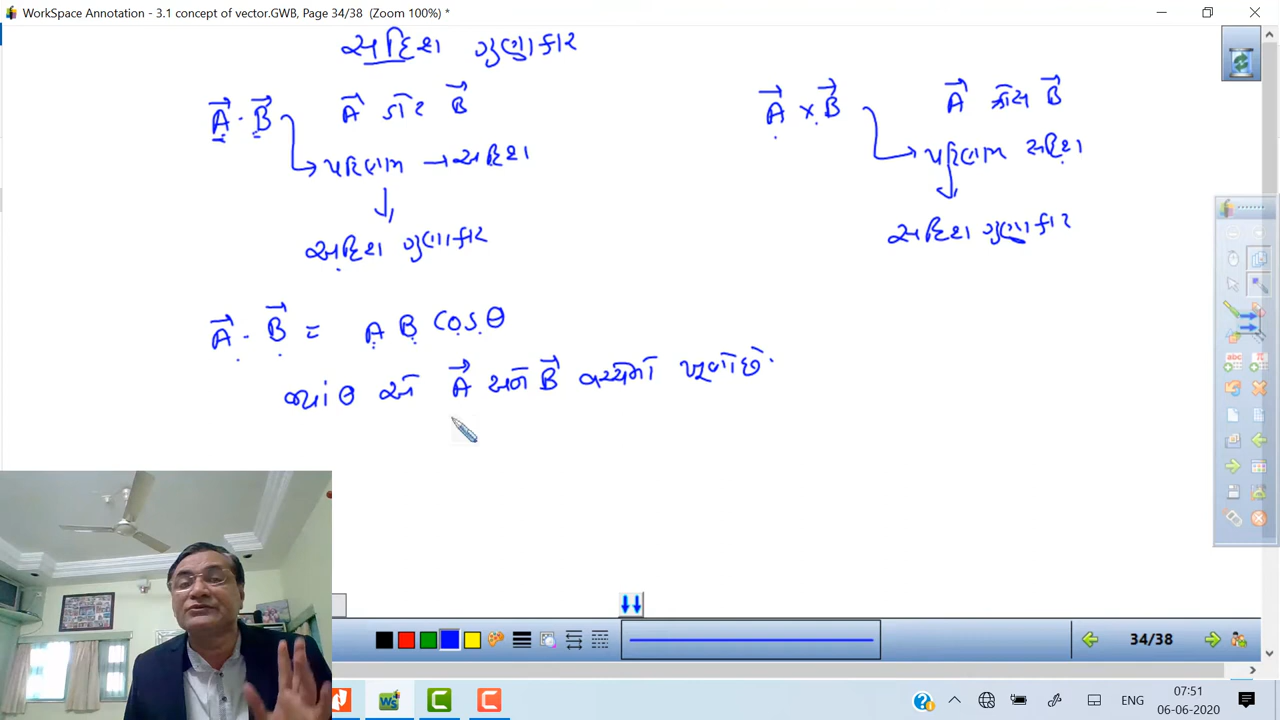 WorkSpace Annotation - 3.1 concept of vector.GWB, Page 34/38 (Zoom 100%) *
સદિશ ગુણાકાર
A⃗ · B⃗ A⃗ ડોટ B⃗
પરિણામ → અદિશ
અદિશ ગુણાકાર
A⃗ × B⃗ A⃗ ક્રોસ B⃗
પરિણામ સદિશ
સદિશ ગુણાકાર
A⃗ · B⃗ = A B Cos θ
જ્યાં θ એ A⃗ અને B⃗ વચ્ચેનો ખૂણો છે.
34/38
ENG
07:51
06-06-2020